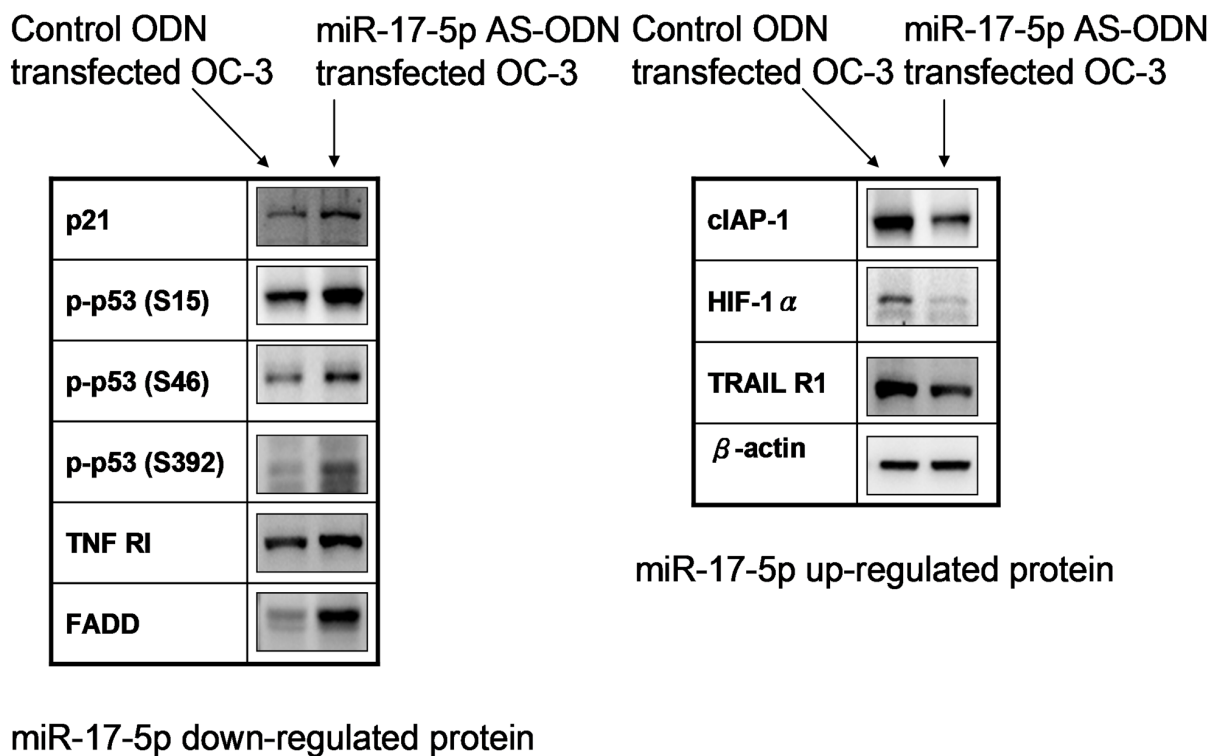 Control ODN
transfected OC-3
miR-17-5p AS-ODN
transfected OC-3
p21
p-p53 (S15)
p-p53 (S46)
p-p53 (S392)
TNF RI
FADD
miR-17-5p down-regulated protein
Control ODN
transfected OC-3
miR-17-5p AS-ODN
transfected OC-3
cIAP-1
HIF-1α
TRAIL R1
β-actin
miR-17-5p up-regulated protein